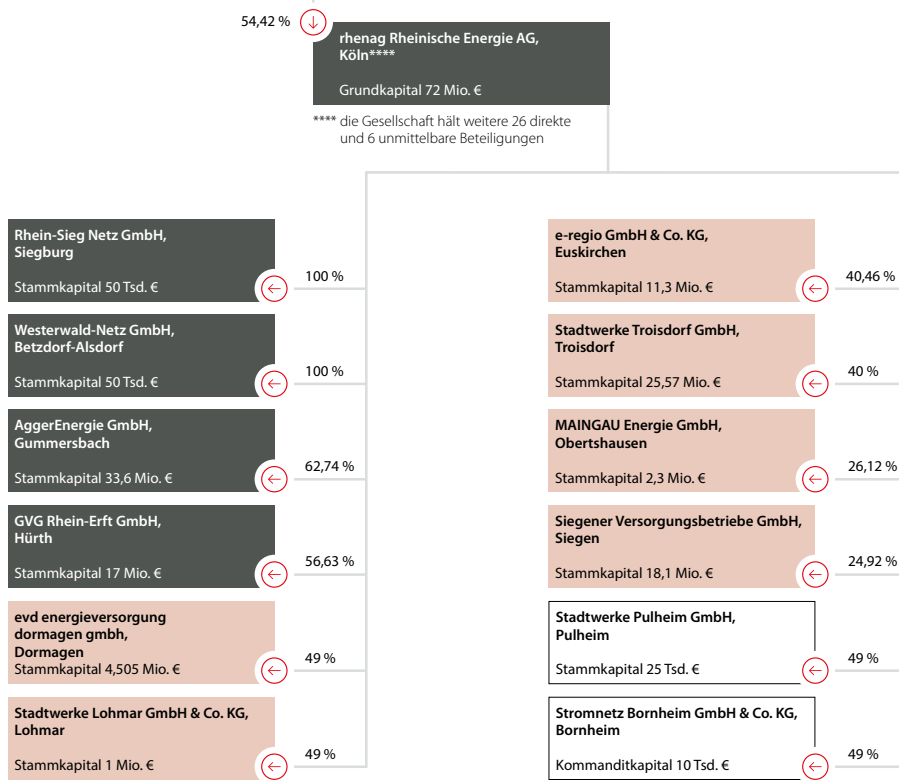 54,42 %
rhenag Rheinische Energie AG,
Köln****
Grundkapital 72 Mio. €
**** die Gesellschaft hält weitere 26 direkte
und 6 unmittelbare Beteiligungen
Rhein-Sieg Netz GmbH,
Siegburg
Stammkapital 50 Tsd. €
100 %
Westerwald-Netz GmbH,
Betzdorf-Alsdorf
Stammkapital 50 Tsd. €
100 %
AggerEnergie GmbH,
Gummersbach
Stammkapital 33,6 Mio. €
62,74 %
GVG Rhein-Erft GmbH,
Hürth
Stammkapital 17 Mio. €
56,63 %
evd energieversorgung
dormagen gmbh,
Dormagen
Stammkapital 4,505 Mio. €
49 %
Stadtwerke Lohmar GmbH & Co. KG,
Lohmar
Stammkapital 1 Mio. €
49 %
e-regio GmbH & Co. KG,
Euskirchen
Stammkapital 11,3 Mio. €
40,46 %
Stadtwerke Troisdorf GmbH,
Troisdorf
Stammkapital 25,57 Mio. €
40 %
MAINGAU Energie GmbH,
Obertshausen
Stammkapital 2,3 Mio. €
26,12 %
Siegener Versorgungsbetriebe GmbH,
Siegen
Stammkapital 18,1 Mio. €
24,92 %
Stadtwerke Pulheim GmbH,
Pulheim
Stammkapital 25 Tsd. €
49 %
Stromnetz Bornheim GmbH & Co. KG,
Bornheim
Kommanditkapital 10 Tsd. €
49 %